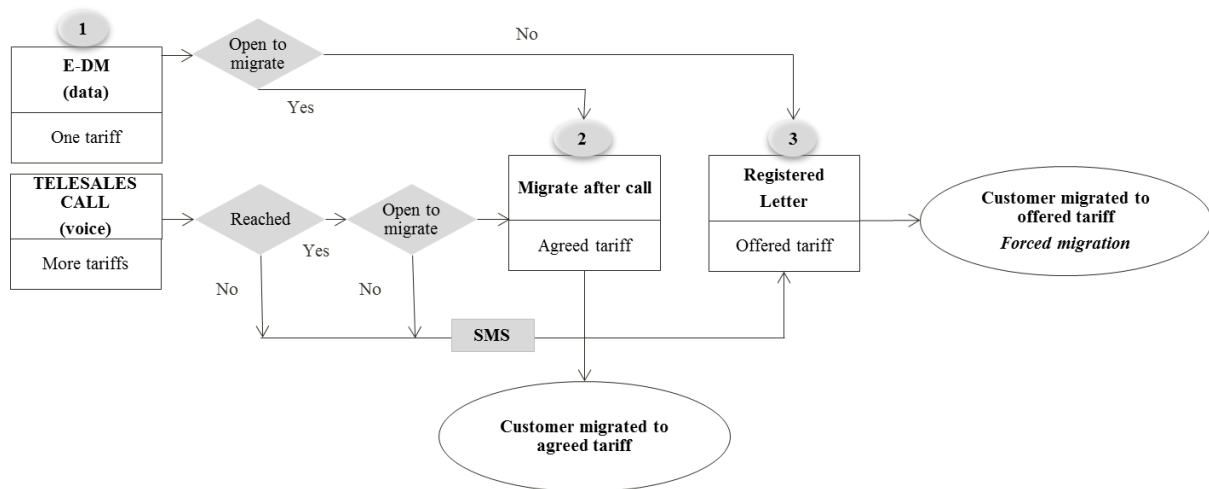 1
E-DM
(data)
One tariff
Open to
migrate
No
Yes
2
Migrate after call
Agreed tariff
3
Registered
Letter
Offered tariff
Customer migrated to
offered tariff
Forced migration
TELESALES
CALL
(voice)
More tariffs
Reached
Yes
Open to
migrate
No
No
SMS
Customer migrated to
agreed tariff